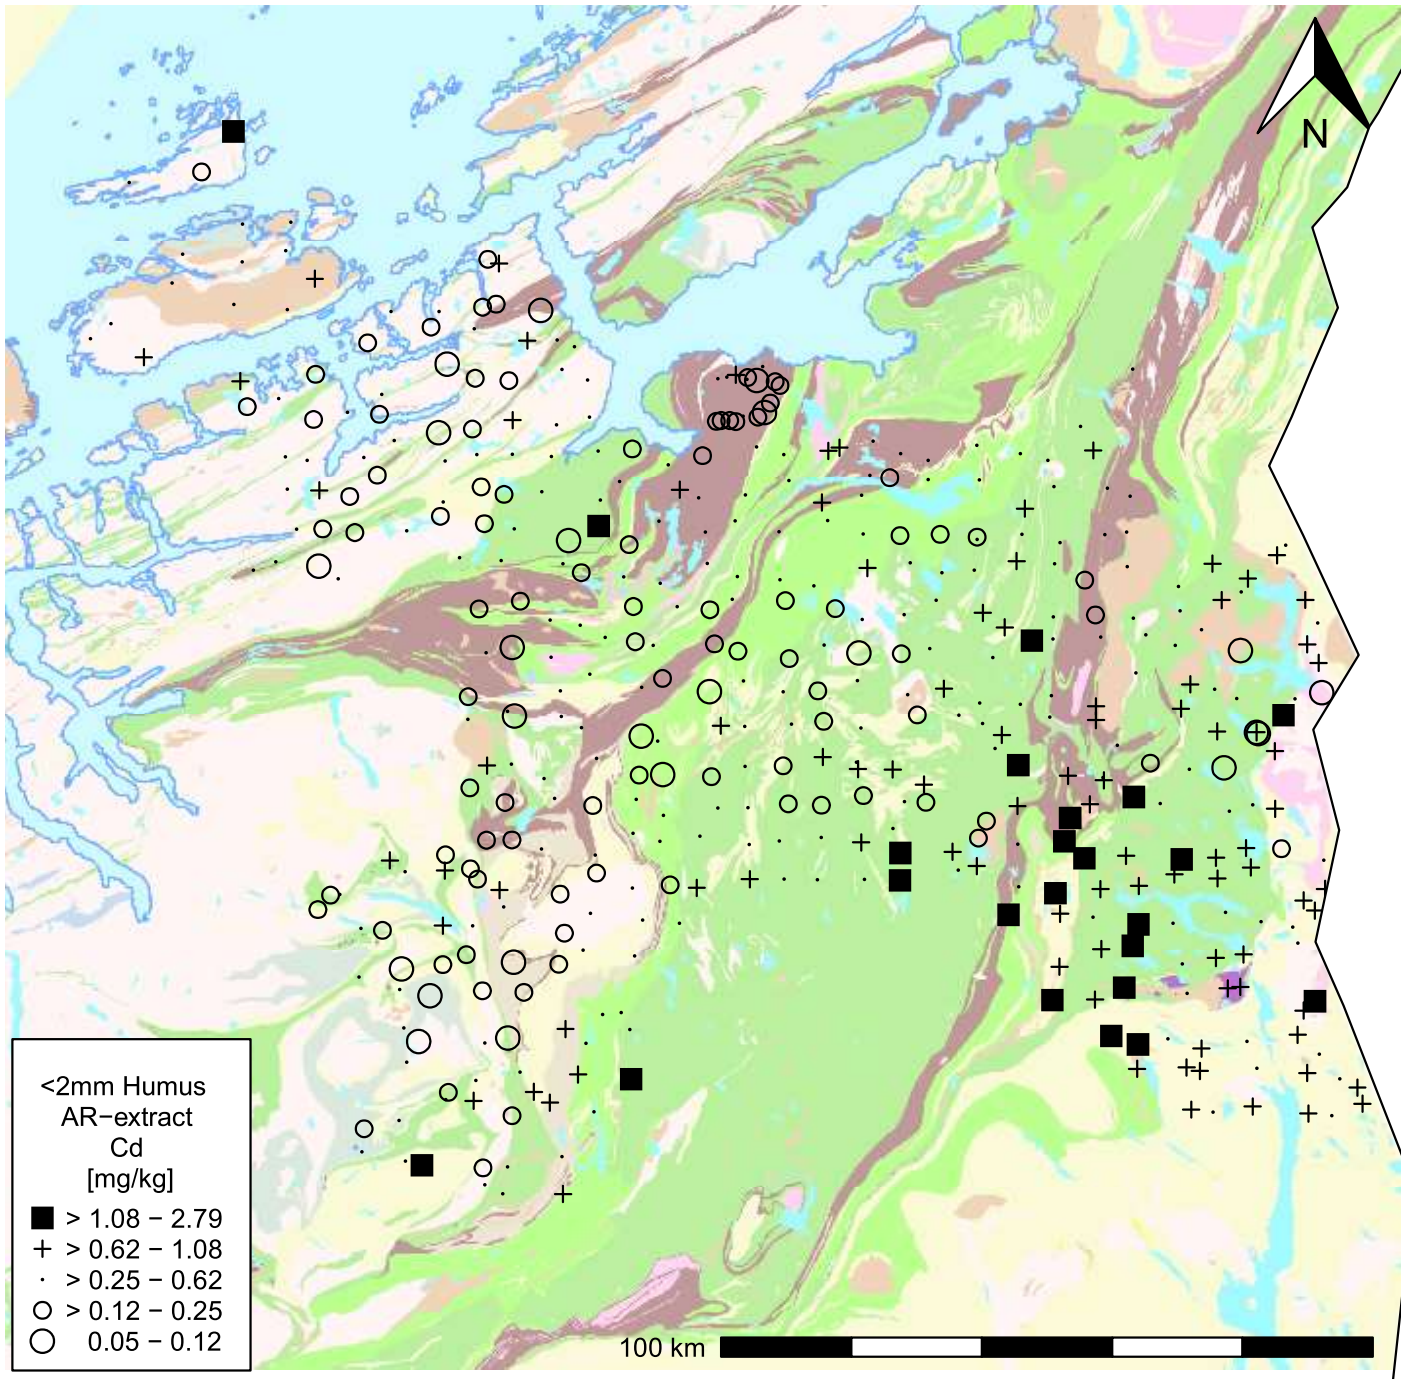 N
<2mm Humus
AR−extract
Cd
[mg/kg]
> 1.08 − 2.79
> 0.62 − 1.08
> 0.25 − 0.62
> 0.12 − 0.25
0.05 − 0.12
100 km